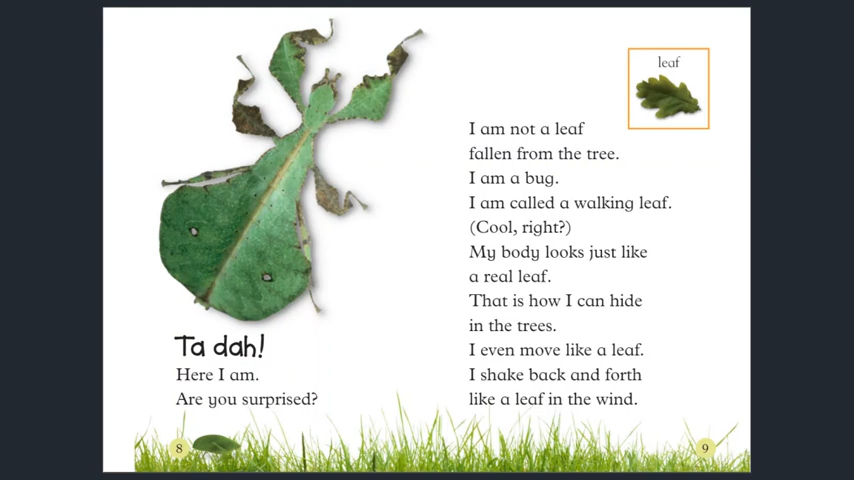 Ta dah!
Here I am.
Are you surprised?
8
leaf
I am not a leaf
fallen from the tree.
I am a bug.
I am called a walking leaf.
(Cool, right?)
My body looks just like
a real leaf.
That is how I can hide
in the trees.
I even move like a leaf.
I shake back and forth
like a leaf in the wind.
9